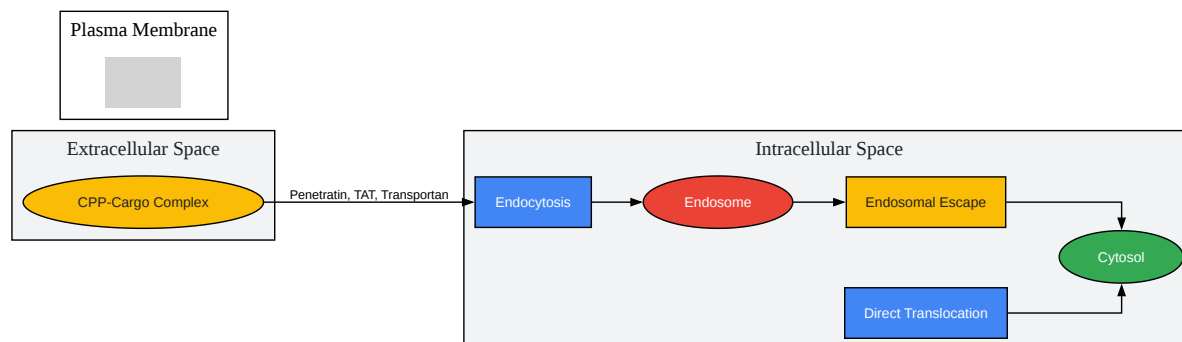 Plasma Membrane
Extracellular Space
Intracellular Space
CPP-Cargo Complex
Penetratin, TAT, Transportan
Endocytosis
Endosome
Endosomal Escape
Cytosol
Direct Translocation